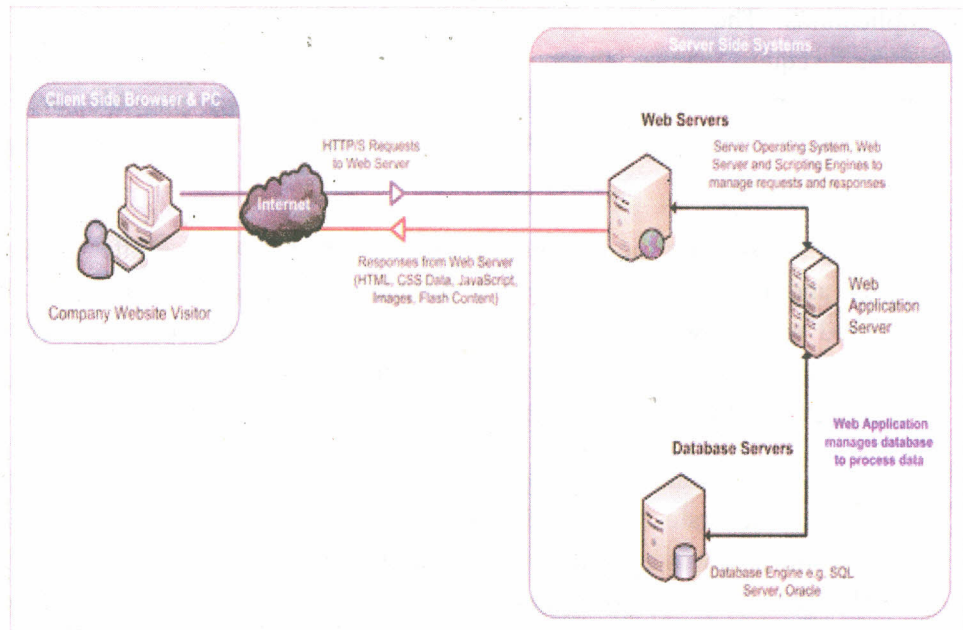 Server Side Systems
Client Side Browser & PC
Web Servers
HTTP/S Requests
to Web Server
Server Operating System, Web
Server and Scripting Engines to
manage requests and responses
Internet
Responses from Web Server
(HTML, CSS Data, JavaScript,
Images, Flash Content)
Company Website Visitor
Web
Application
Server
Web Application
manages database
to process data
Database Servers
Database Engine e.g. SQL
Server, Oracle